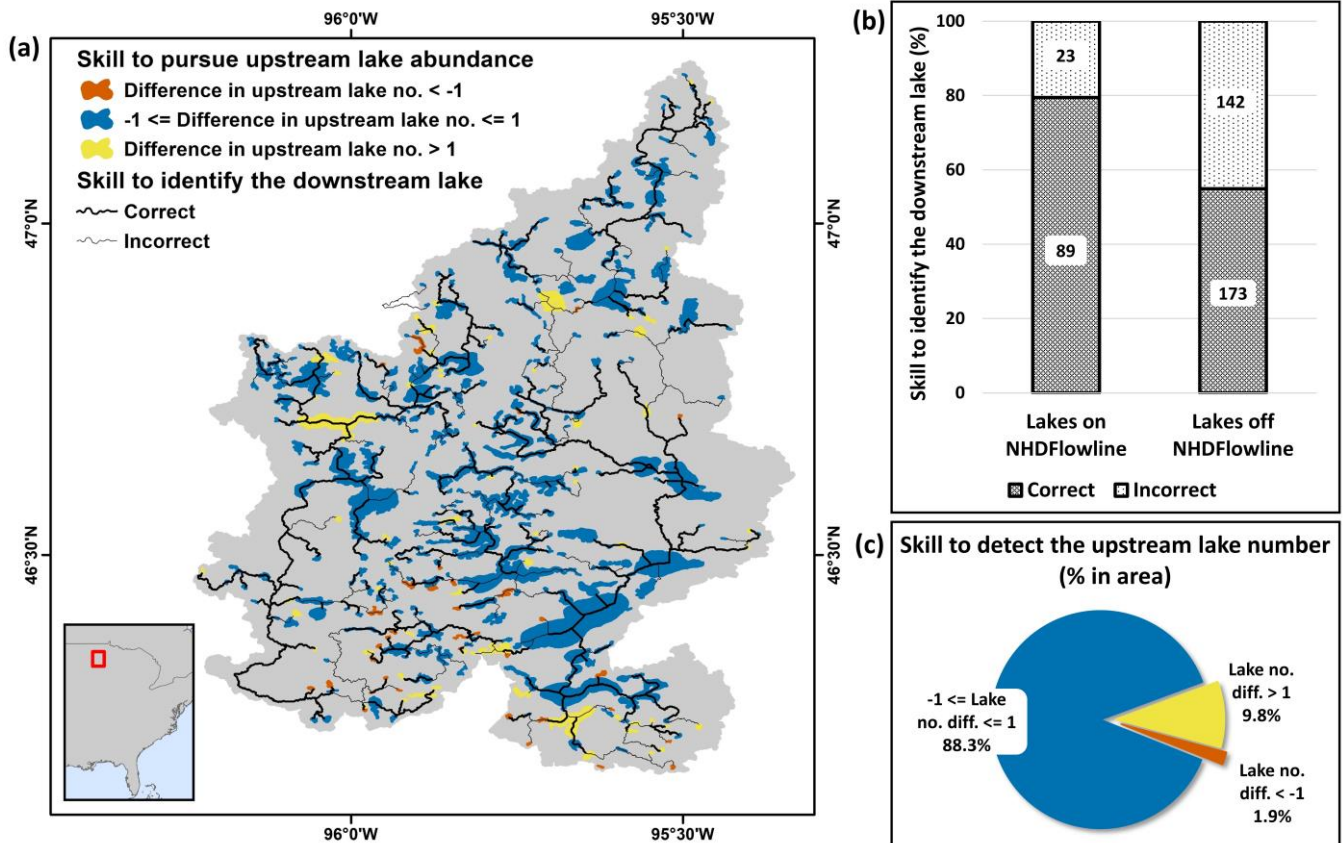 (a)
96°0'W
95°30'W
Skill to pursue upstream lake abundance
Difference in upstream lake no. < -1
-1 <= Difference in upstream lake no. <= 1
Difference in upstream lake no. > 1
Skill to identify the downstream lake
Correct
Incorrect
47°0'N
47°0'N
46°30'N
46°30'N
96°0'W
95°30'W
(b)
Skill to identify the downstream lake (%)
100
80
60
40
20
0
23
142
89
173
Lakes on
NHDFlowline
Lakes off
NHDFlowline
Correct
Incorrect
(c)
Skill to detect the upstream lake number
(% in area)
-1 <= Lake
no. diff. <= 1
88.3%
Lake no.
diff. > 1
9.8%
Lake no.
diff. < -1
1.9%